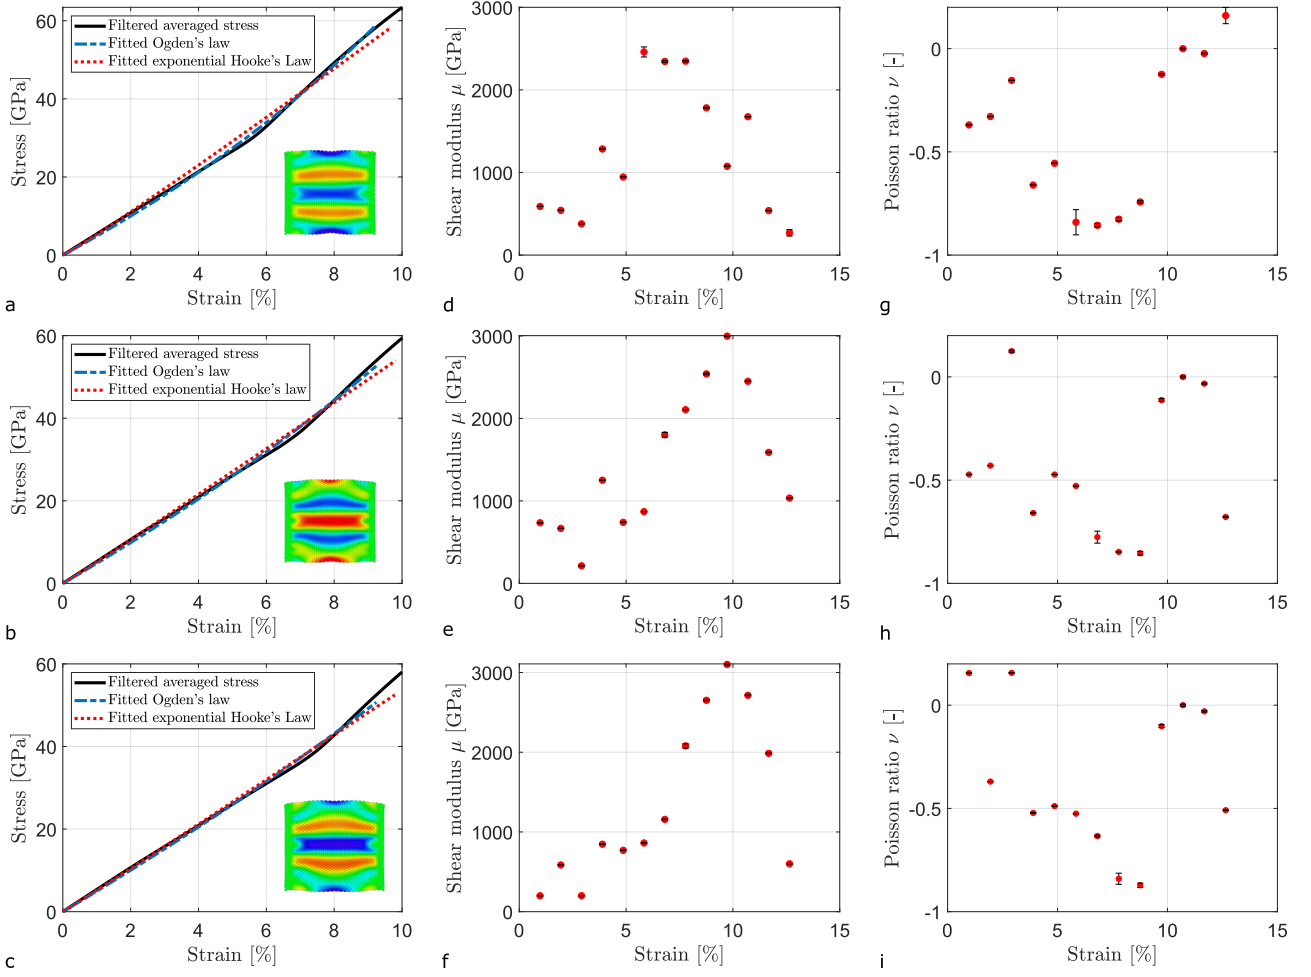 60
40
20
0
0 2 4 6 8 10
Stress [GPa]
Strain [%]
Filtered averaged stress
Fitted Ogden's law
Fitted exponential Hooke's Law
a
3000
2000
1000
0
0 5 10 15
Shear modulus μ [GPa]
Strain [%]
d
0
-0.5
-1
0 5 10 15
Poisson ratio ν [-]
Strain [%]
g
60
40
20
0
0 2 4 6 8 10
Stress [GPa]
Strain [%]
Filtered averaged stress
Fitted Ogden's law
Fitted exponential Hooke's law
b
3000
2000
1000
0
0 5 10 15
Shear modulus μ [GPa]
Strain [%]
e
0
-0.5
-1
0 5 10 15
Poisson ratio ν [-]
Strain [%]
h
60
40
20
0
0 2 4 6 8 10
Stress [GPa]
Strain [%]
Filtered averaged stress
Fitted Ogden's law
Fitted exponential Hooke's Law
c
3000
2000
1000
0
0 5 10 15
Shear modulus μ [GPa]
Strain [%]
f
0
-0.5
-1
0 5 10 15
Poisson ratio ν [-]
Strain [%]
i